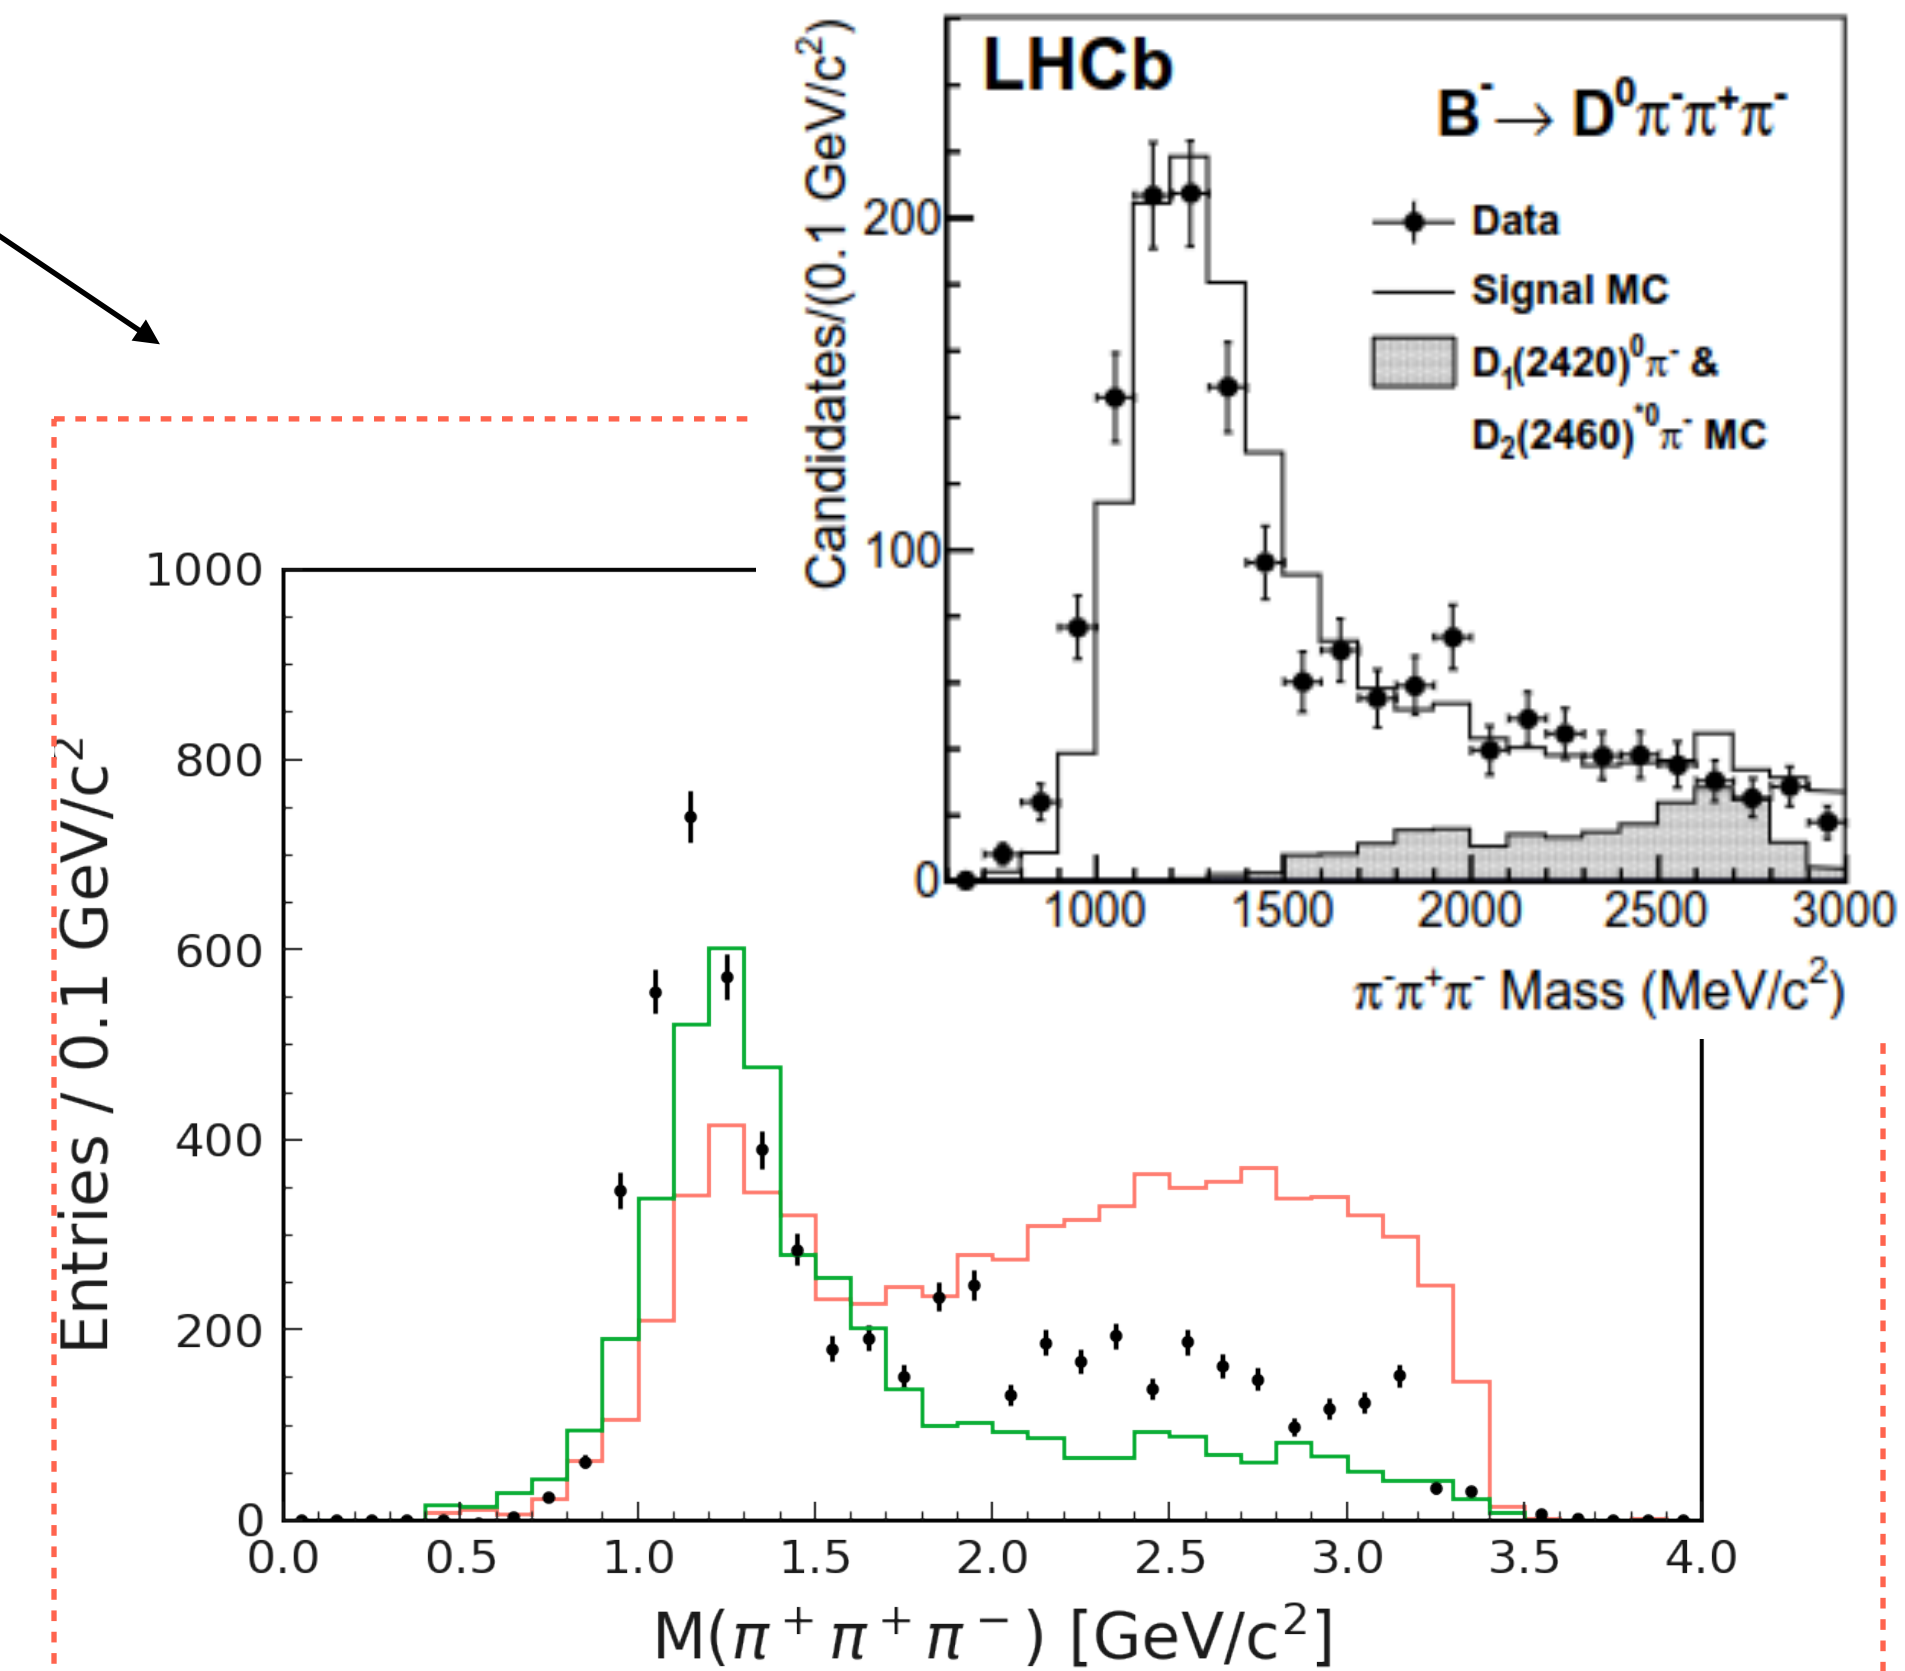 LHCb
B⁻ → D⁰π⁻π⁺π⁻
Data
Signal MC
D₁(2420)⁰π⁻ &
D₂(2460)*⁰π⁻ MC
Candidates/(0.1 GeV/c²)
200
100
0
1000 1500 2000 2500 3000
π⁻π⁺π⁻ Mass (MeV/c²)
Entries / 0.1 GeV/c²
1000
800
600
400
200
0
0.0 0.5 1.0 1.5 2.0 2.5 3.0 3.5 4.0
M(π⁺π⁺π⁻) [GeV/c²]